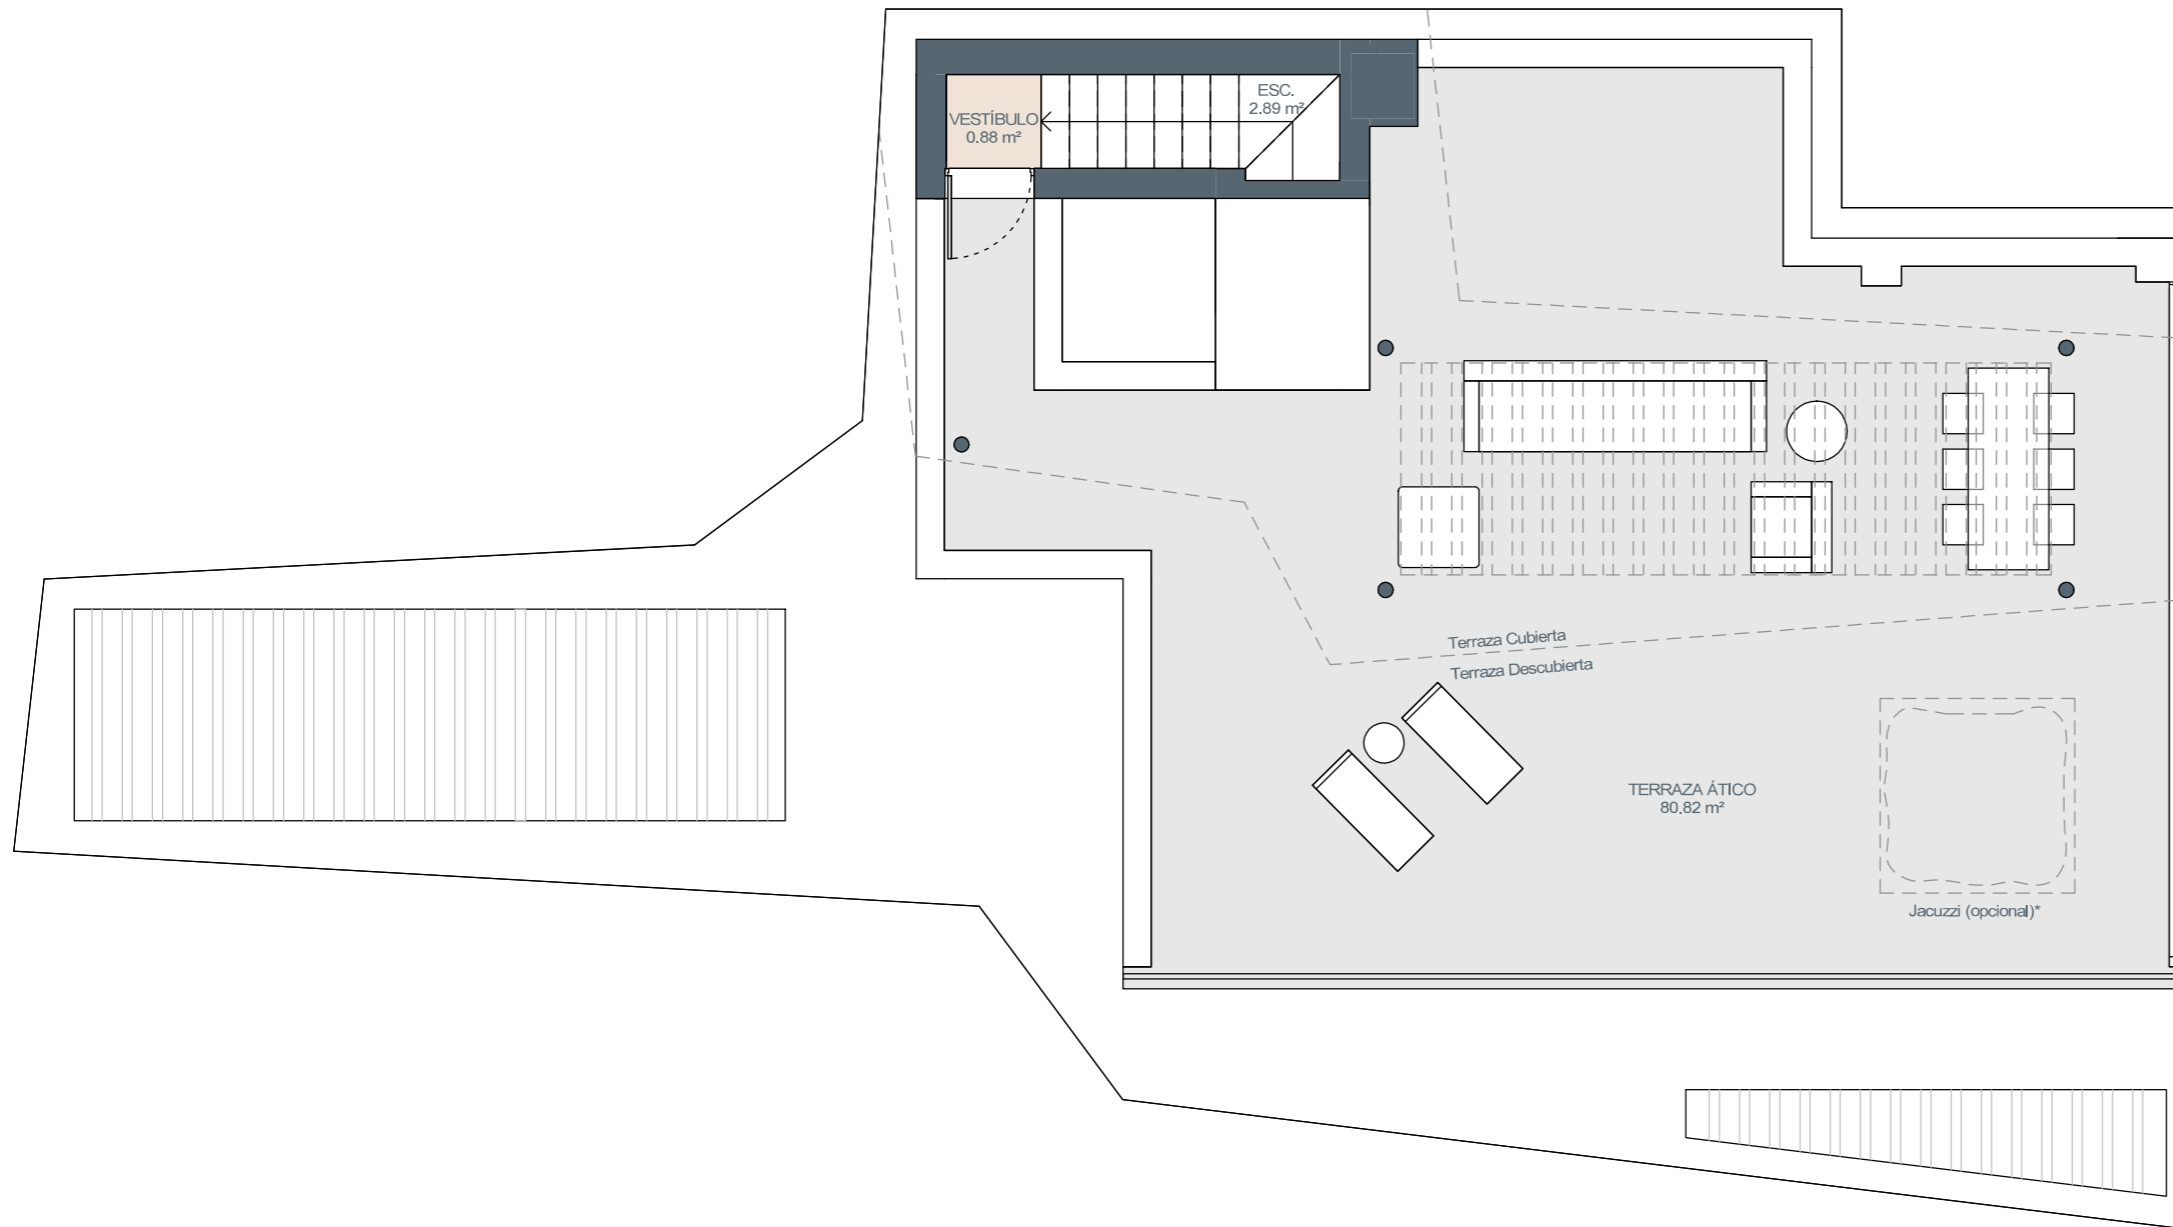 ESC.
2.89 m²
VESTÍBULO
0.88 m²
Terraza Cubierta
Terraza Descubierta
TERRAZA ÁTICO
80.82 m²
Jacuzzi (opcional)*